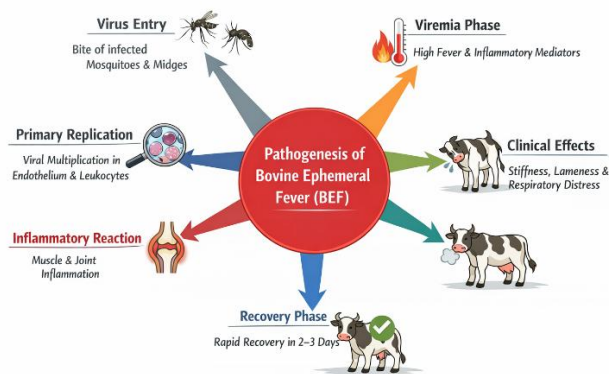 Virus Entry
Bite of infected
Mosquitoes & Midges
Viremia Phase
High Fever & Inflammatory Mediators
Primary Replication
Viral Multiplication in
Endothelium & Leukocytes
Pathogenesis of
Bovine Ephemeral
Fever (BEF)
Clinical Effects
Stiffness, Lameness &
Respiratory Distress
Inflammatory Reaction
Muscle & Joint
Inflammation
Recovery Phase
Rapid Recovery in 2–3 Days